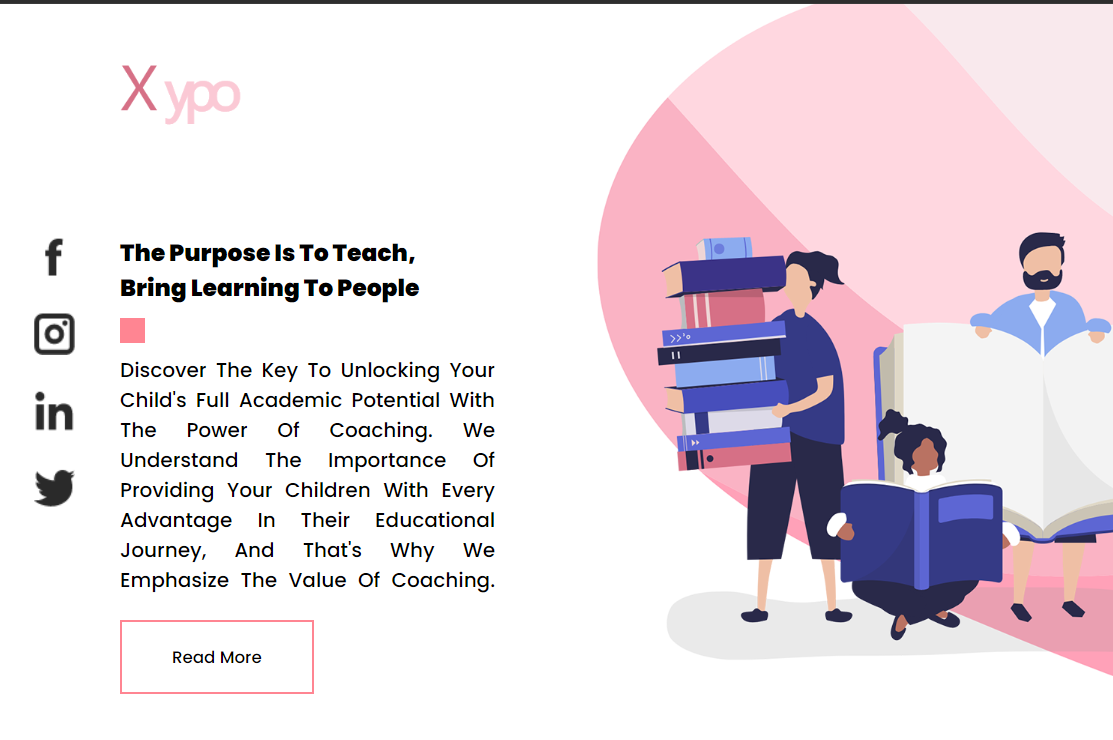 X ypo
The Purpose Is To Teach,
Bring Learning To People
Discover The Key To Unlocking Your
Child's Full Academic Potential With
The Power Of Coaching. We
Understand The Importance Of
Providing Your Children With Every
Advantage In Their Educational
Journey, And That's Why We
Emphasize The Value Of Coaching.
Read More